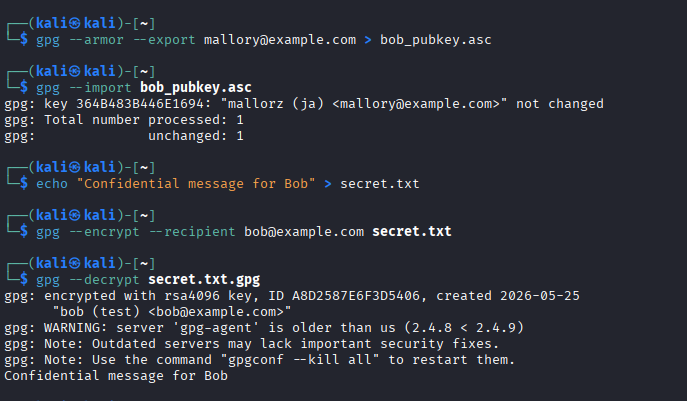 ┌──(kali㉿kali)-[~]
└─$ gpg --armor --export mallory@example.com > bob_pubkey.asc
┌──(kali㉿kali)-[~]
└─$ gpg --import bob_pubkey.asc
gpg: key 364B483B446E1694: "mallorz (ja) <mallory@example.com>" not changed
gpg: Total number processed: 1
gpg:              unchanged: 1
┌──(kali㉿kali)-[~]
└─$ echo "Confidential message for Bob" > secret.txt
┌──(kali㉿kali)-[~]
└─$ gpg --encrypt --recipient bob@example.com secret.txt
┌──(kali㉿kali)-[~]
└─$ gpg --decrypt secret.txt.gpg
gpg: encrypted with rsa4096 key, ID A8D2587E6F3D5406, created 2026-05-25
      "bob (test) <bob@example.com>"
gpg: WARNING: server 'gpg-agent' is older than us (2.4.8 < 2.4.9)
gpg: Note: Outdated servers may lack important security fixes.
gpg: Note: Use the command "gpgconf --kill all" to restart them.
Confidential message for Bob